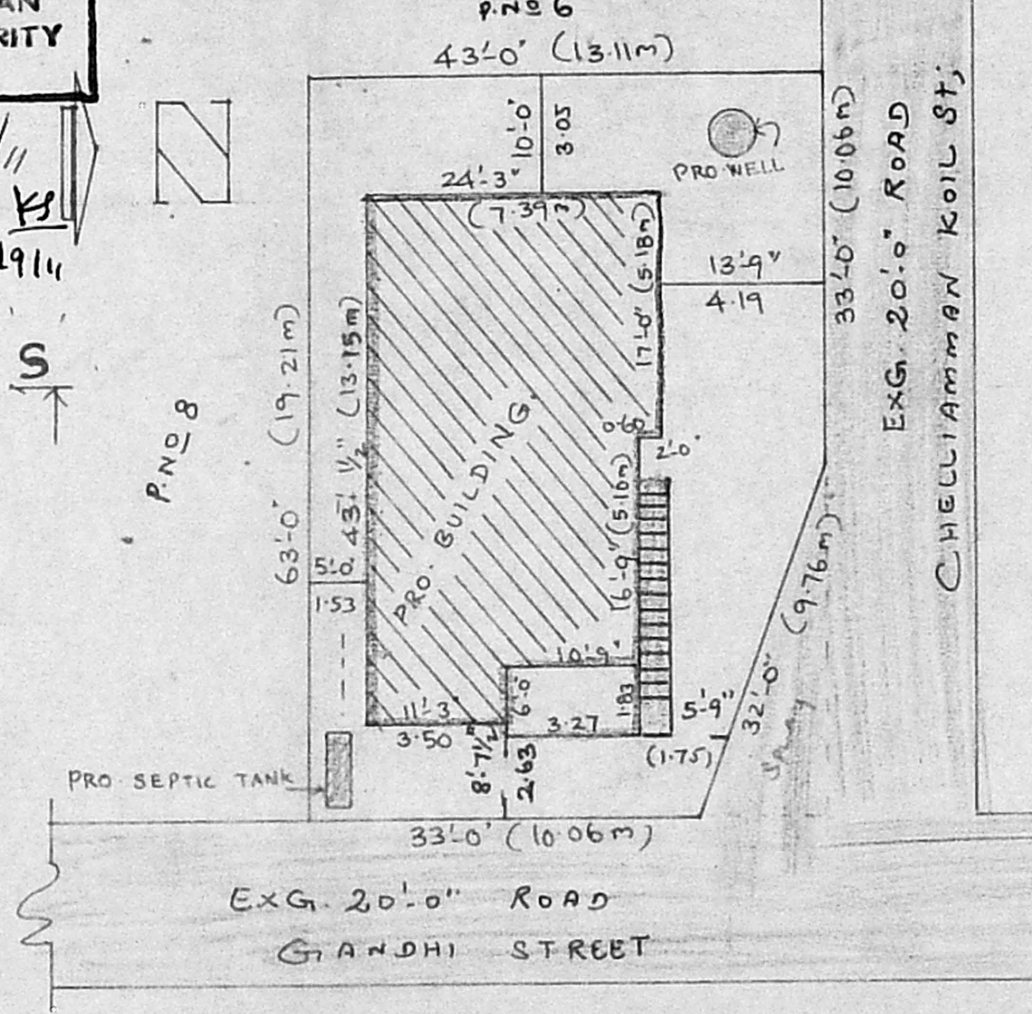 AN
RITY
P.Nº 6
43'-0" (13.11m)
10'-0"
3.05
PRO. WELL
24'-3"
(7.39m)
17'-0" (5.18m)
13'-9"
4.19
33'-0" (10.06m)
EXG. 20'-0" ROAD
CHELLIAMMAN KOIL St;
N
19/11
S
P.Nº 8
63'-0" (19.21m)
43'-1½" (13.15m)
PRO. BUILDING.
0.60
2'-0"
16'-9" (5.10m)
5'-0"
1.53
10'-9"
11'-3"
3.50
6'-0"
3.27
1.83
5'-9"
(1.75)
32'-0" (9.76m)
8'-7½"
2.63
PRO SEPTIC TANK
33'-0" (10.06m)
EXG. 20'-0" ROAD
GANDHI STREET